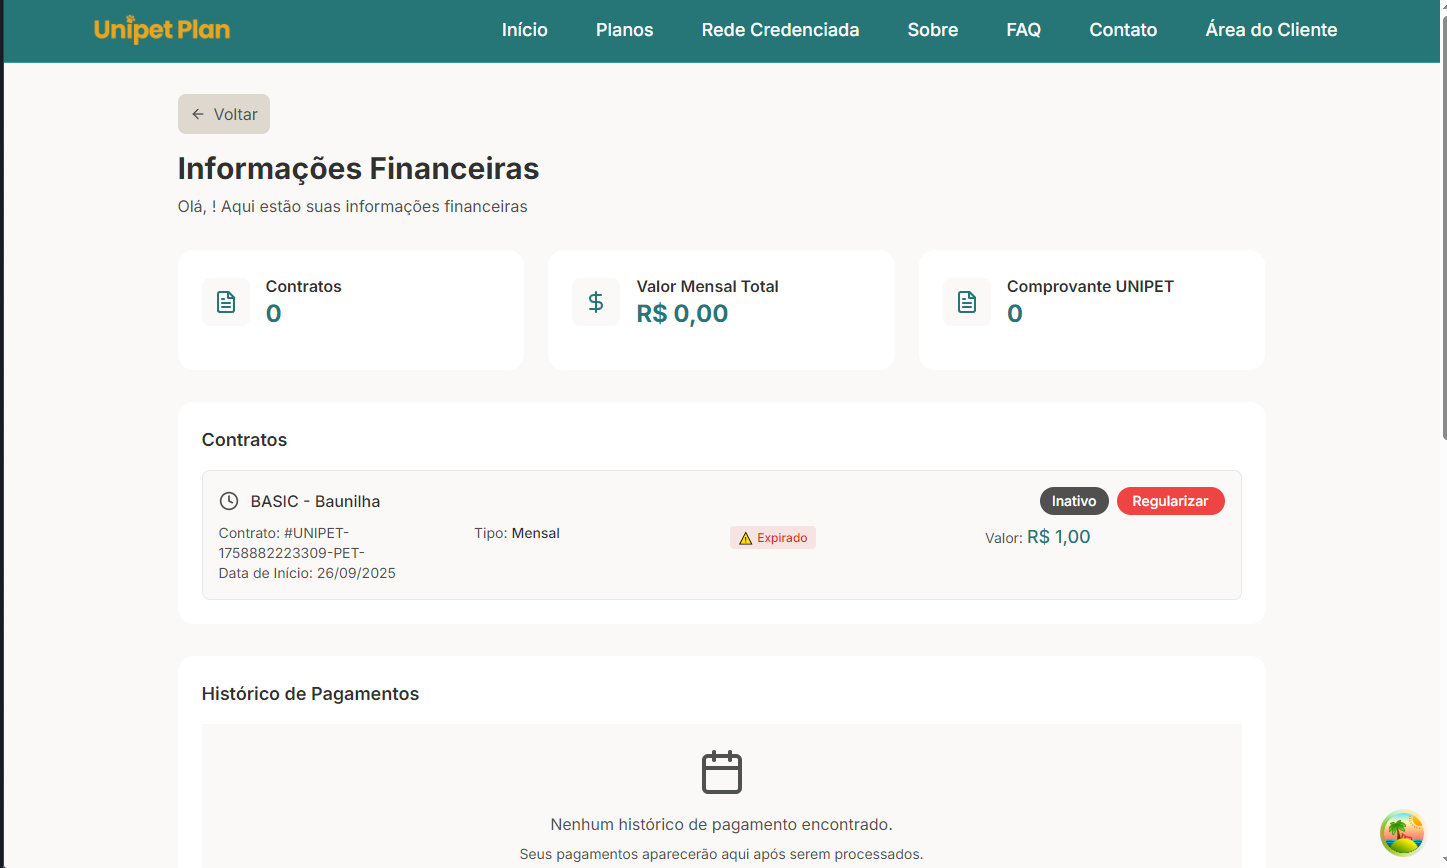 Unipet Plan
Início Planos Rede Credenciada Sobre FAQ Contato Área do Cliente
Voltar
Informações Financeiras
Olá, ! Aqui estão suas informações financeiras
Contratos
0
Valor Mensal Total
R$ 0,00
Comprovante UNIPET
0
Contratos
BASIC - Baunilha
Inativo Regularizar
Contrato: #UNIPET-
1758882223309-PET-
Data de Início: 26/09/2025
Tipo: Mensal
Expirado
Valor: R$ 1,00
Histórico de Pagamentos
Nenhum histórico de pagamento encontrado.
Seus pagamentos aparecerão aqui após serem processados.